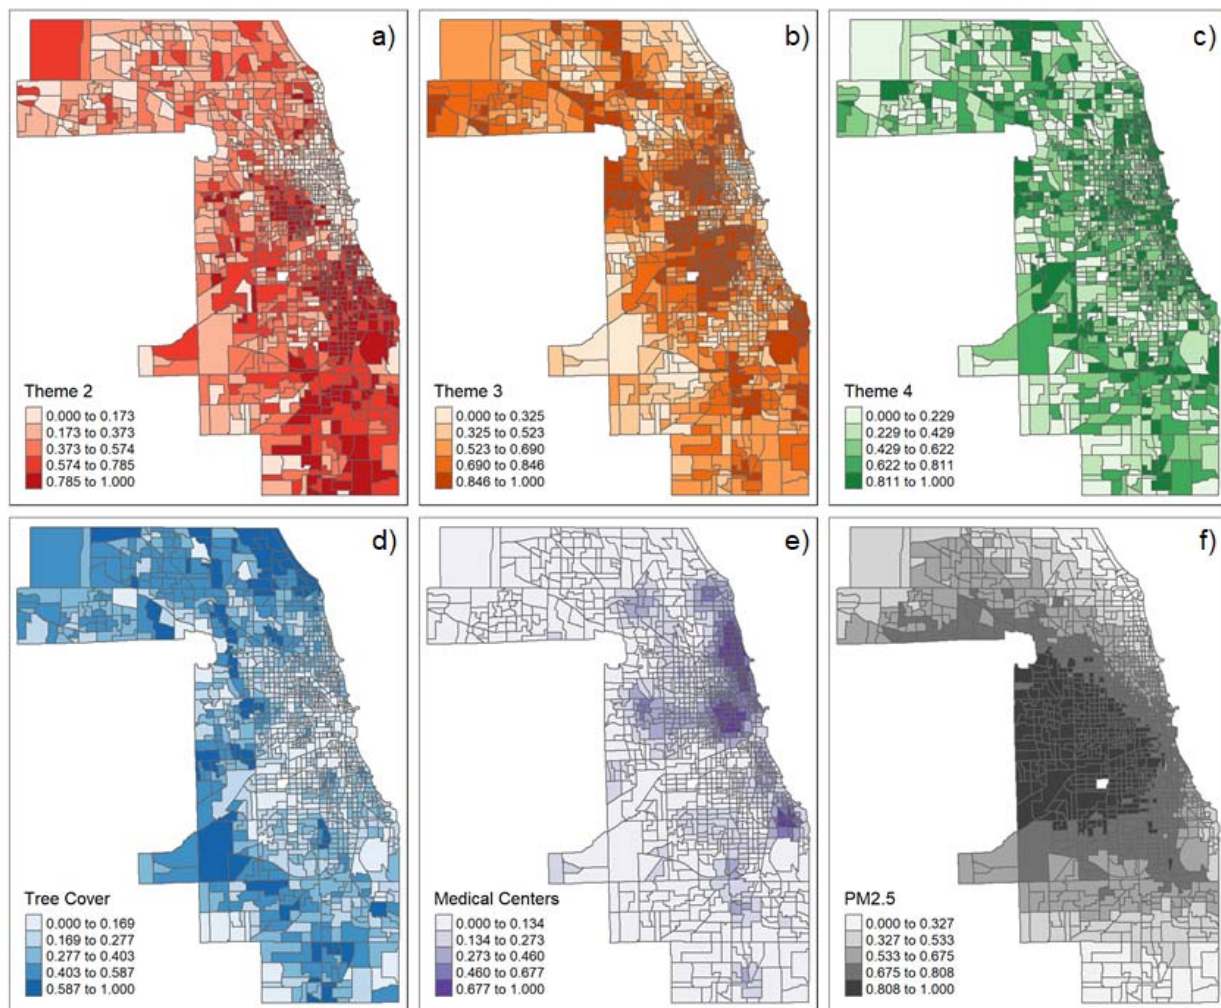 a)
Theme 2
0.000 to 0.173
0.173 to 0.373
0.373 to 0.574
0.574 to 0.785
0.785 to 1.000
b)
Theme 3
0.000 to 0.325
0.325 to 0.523
0.523 to 0.690
0.690 to 0.846
0.846 to 1.000
c)
Theme 4
0.000 to 0.229
0.229 to 0.429
0.429 to 0.622
0.622 to 0.811
0.811 to 1.000
d)
Tree Cover
0.000 to 0.169
0.169 to 0.277
0.277 to 0.403
0.403 to 0.587
0.587 to 1.000
e)
Medical Centers
0.000 to 0.134
0.134 to 0.273
0.273 to 0.460
0.460 to 0.677
0.677 to 1.000
f)
PM2.5
0.000 to 0.327
0.327 to 0.533
0.533 to 0.675
0.675 to 0.808
0.808 to 1.000